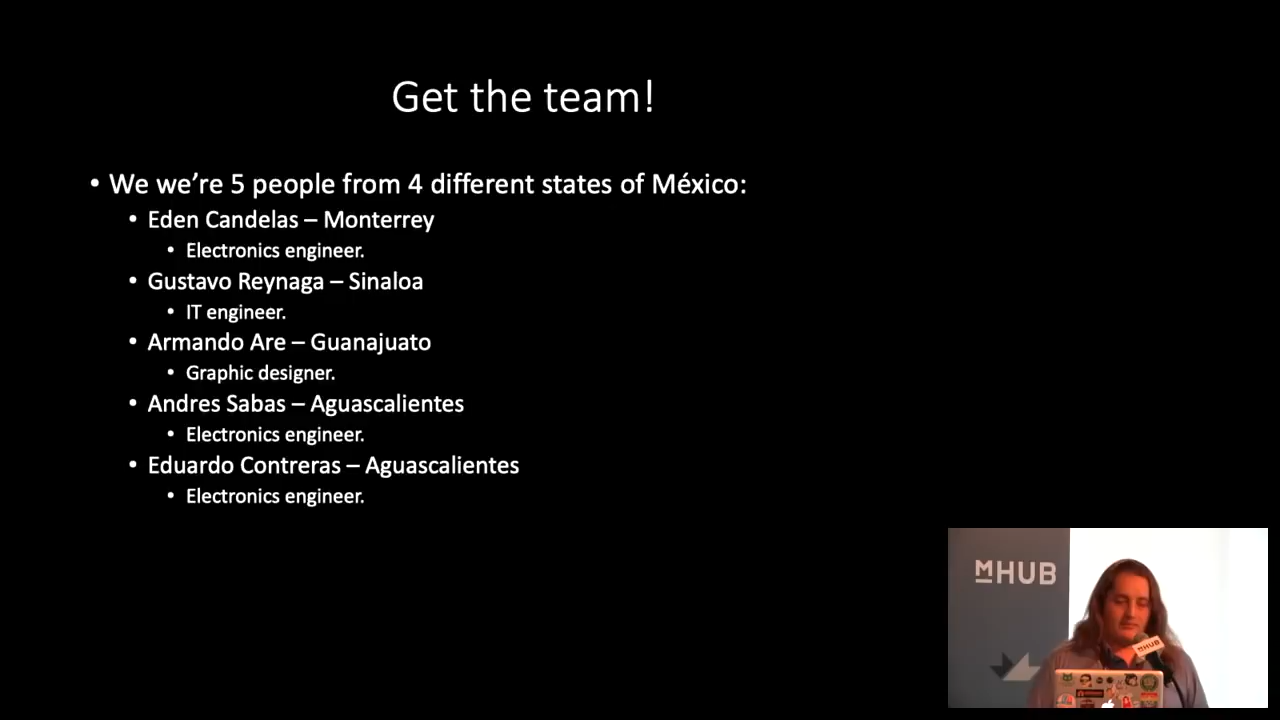 Get the team!
• We we’re 5 people from 4 different states of México:
• Eden Candelas – Monterrey
• Electronics engineer.
• Gustavo Reynaga – Sinaloa
• IT engineer.
• Armando Are – Guanajuato
• Graphic designer.
• Andres Sabas – Aguascalientes
• Electronics engineer.
• Eduardo Contreras – Aguascalientes
• Electronics engineer.
MHUB
MHUB